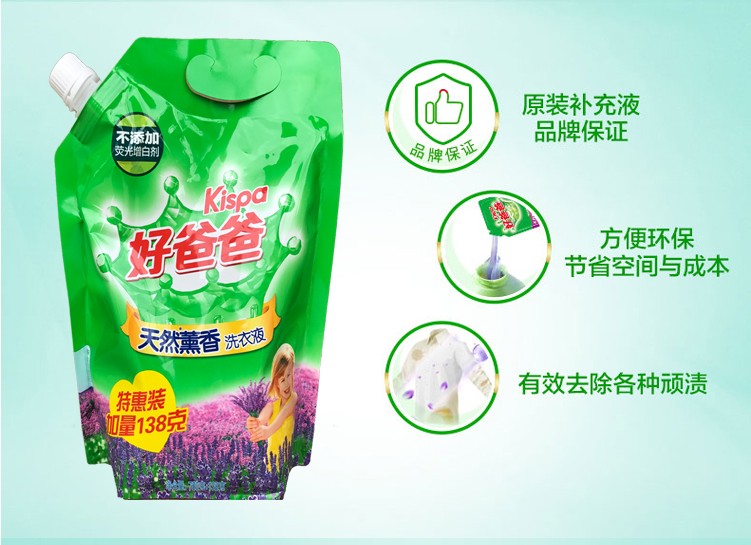 不添加
荧光增白剂
Kispa
好爸爸
天然薰香 洗衣液
特惠装
加量138克
品牌保证
原装补充液
品牌保证
方便环保
节省空间与成本
有效去除各种顽渍